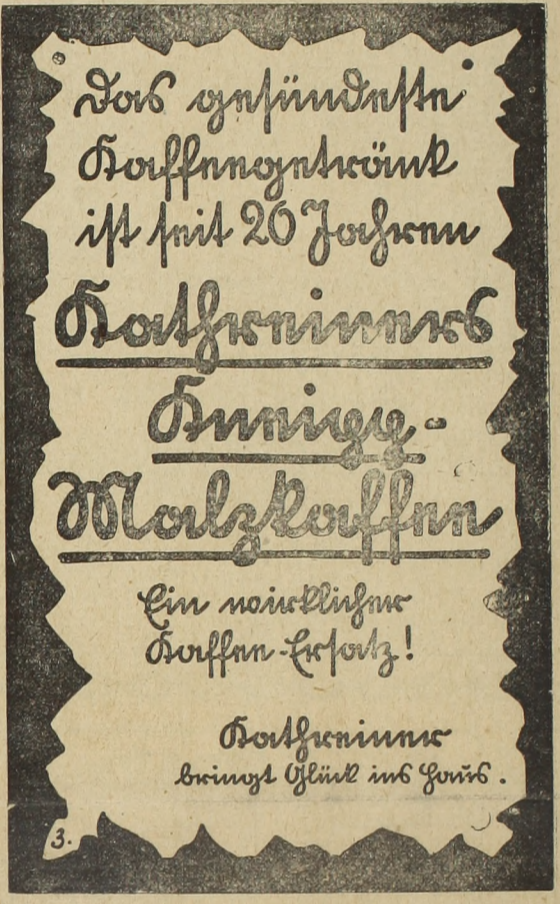 Das gesündeste
Kaffeegetränk
ist seit 20 Jahren
Kathreiners
Kneipp-
Malzkaffee
Ein wirklicher
Kaffee-Ersatz!
Kathreiner
bringt Glück ins Haus.
3.